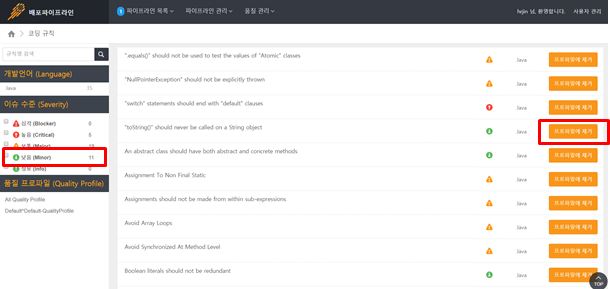 배포파이프라인
1 파이프라인 목록 파이프라인 관리 품질 관리
hejin 님, 환영합니다. 사용자 관리
코딩 규칙
규칙명 검색
개발언어 (Language)
Java 35
이슈 수준 (Severity)
심각 (Blocker) 0
높음 (Critical) 5
보통 (Major) 19
낮음 (Minor) 11
정보 (Info) 0
품질 프로파일 (Quality Profile)
All Quality Profile
Default*Default-QualityProfile
".equals()" should not be used to test the values of "Atomic" classes Java 프로파일에 제거
"NullPointerException" should not be explicitly thrown Java 프로파일에 제거
"switch" statements should end with "default" clauses Java 프로파일에 제거
"toString()" should never be called on a String object Java 프로파일에 제거
An abstract class should have both abstract and concrete methods Java 프로파일에 제거
Assignment To Non Final Static Java 프로파일에 제거
Assignments should not be made from within sub-expressions Java 프로파일에 제거
Avoid Array Loops Java 프로파일에 제거
Avoid Synchronized At Method Level Java 프로파일에 제거
Boolean literals should not be redundant Java 프로파일에 제거
TOP